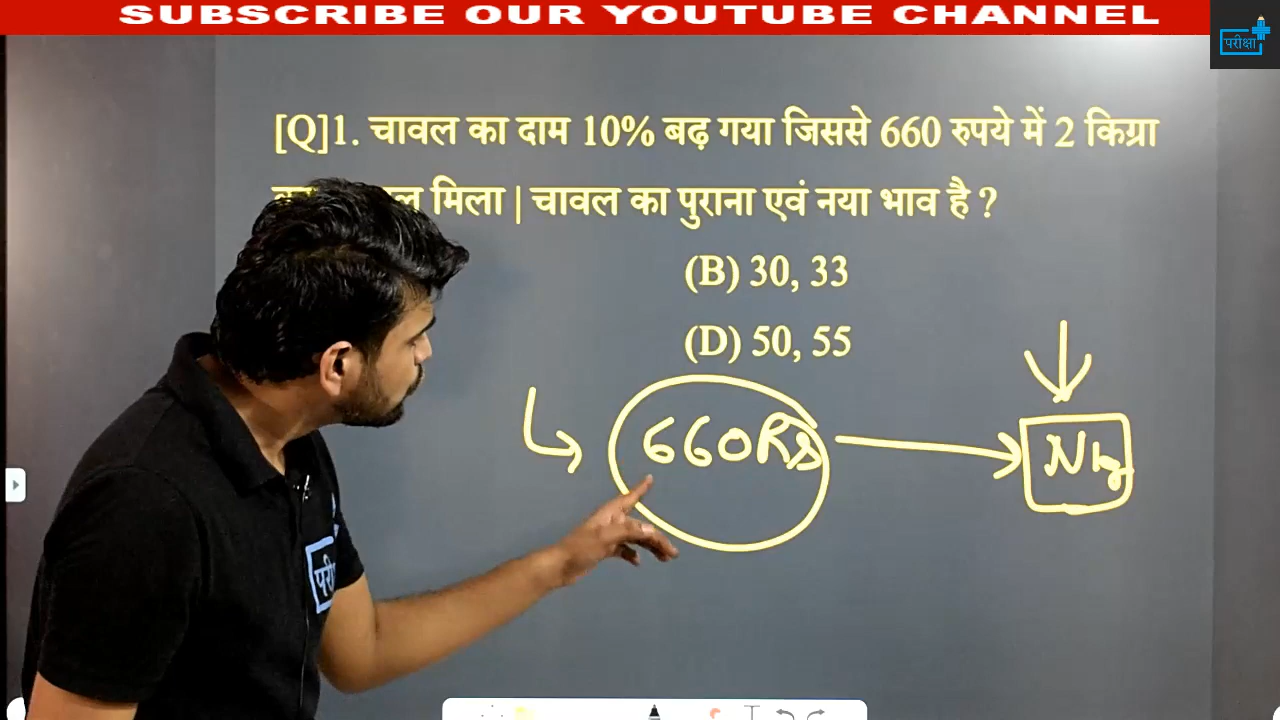 SUBSCRIBE OUR YOUTUBE CHANNEL
परीक्षा
[Q]1. चावल का दाम 10% बढ़ गया जिससे 660 रुपये में 2 किग्रा
मिला | चावल का पुराना एवं नया भाव है ?
(B) 30, 33
(D) 50, 55
660Rs
N kg
परी